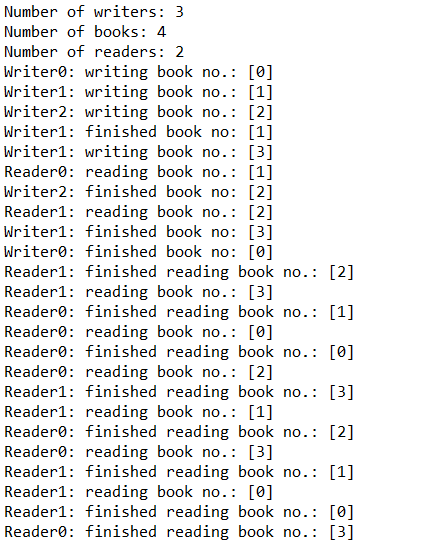 Number of writers: 3
Number of books: 4
Number of readers: 2
Writer0: writing book no.: [0]
Writer1: writing book no.: [1]
Writer2: writing book no.: [2]
Writer1: finished book no: [1]
Writer1: writing book no.: [3]
Reader0: reading book no.: [1]
Writer2: finished book no: [2]
Reader1: reading book no.: [2]
Writer1: finished book no: [3]
Writer0: finished book no: [0]
Reader1: finished reading book no.: [2]
Reader1: reading book no.: [3]
Reader0: finished reading book no.: [1]
Reader0: reading book no.: [0]
Reader0: finished reading book no.: [0]
Reader0: reading book no.: [2]
Reader1: finished reading book no.: [3]
Reader1: reading book no.: [1]
Reader0: finished reading book no.: [2]
Reader0: reading book no.: [3]
Reader1: finished reading book no.: [1]
Reader1: reading book no.: [0]
Reader1: finished reading book no.: [0]
Reader0: finished reading book no.: [3]